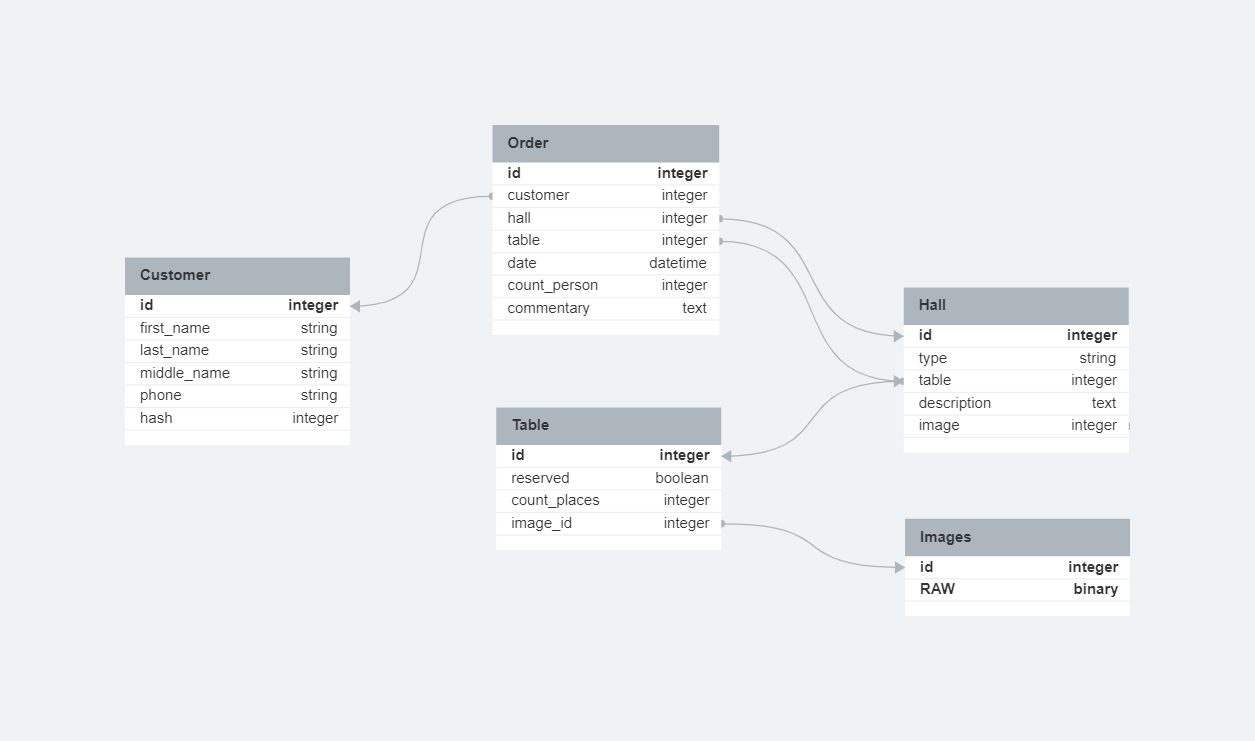 Order
id integer
customer integer
hall integer
table integer
date datetime
count_person integer
commentary text
Customer
id integer
first_name string
last_name string
middle_name string
phone string
hash integer
Hall
id integer
type string
table integer
description text
image integer
Table
id integer
reserved boolean
count_places integer
image_id integer
Images
id integer
RAW binary